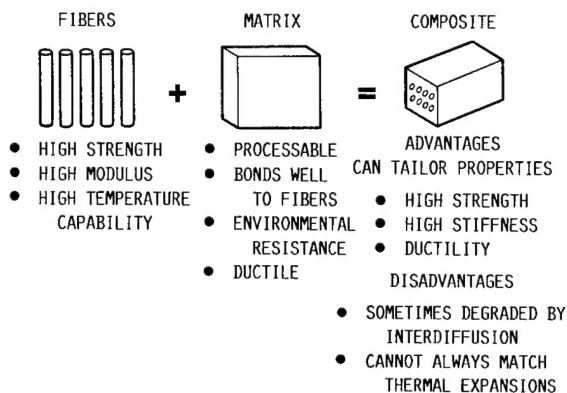 FIBERS
● HIGH STRENGTH
● HIGH MODULUS
● HIGH TEMPERATURE
CAPABILITY
+
MATRIX
● PROCESSABLE
● BONDS WELL
TO FIBERS
● ENVIRONMENTAL
RESISTANCE
● DUCTILE
=
COMPOSITE
ADVANTAGES
CAN TAILOR PROPERTIES
● HIGH STRENGTH
● HIGH STIFFNESS
● DUCTILITY
DISADVANTAGES
● SOMETIMES DEGRADED BY
INTERDIFFUSION
● CANNOT ALWAYS MATCH
THERMAL EXPANSIONS